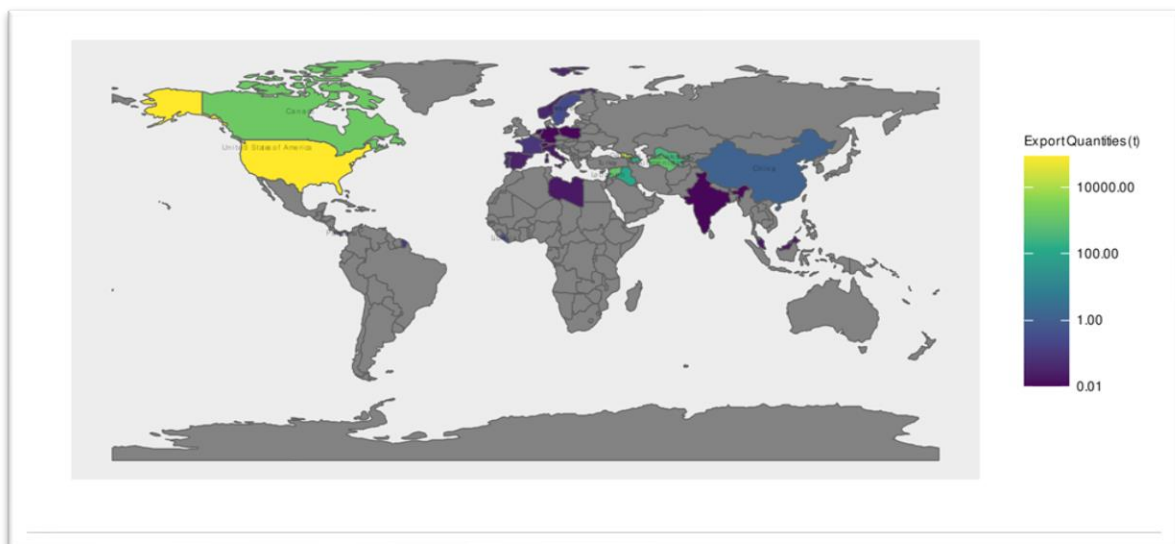 Canada
United States of America
China
Export Quantities (t)
10000.00
100.00
1.00
0.01